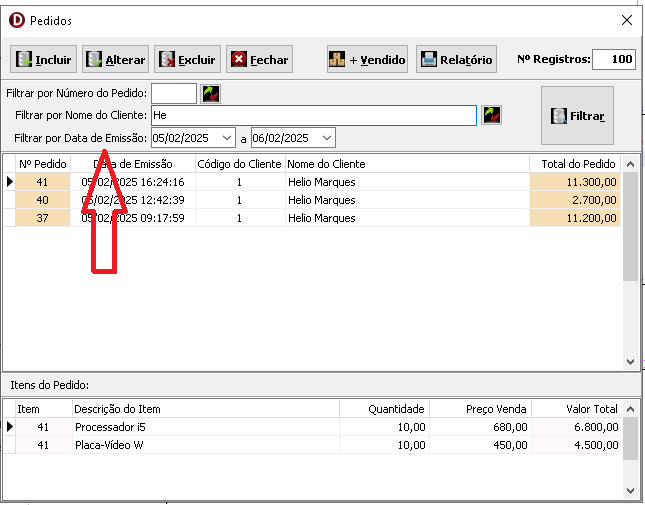 Pedidos
Incluir Alterar Excluir Fechar + Vendido Relatório Nº Registros: 100
Filtrar por Número do Pedido:
Filtrar por Nome do Cliente: He
Filtrar
Filtrar por Data de Emissão: 05/02/2025 a 06/02/2025
Nº Pedido Data de Emissão Código do Cliente Nome do Cliente Total do Pedido
41 05/02/2025 16:24:16 1 Helio Marques 11.300,00
40 05/02/2025 12:42:39 1 Helio Marques 2.700,00
37 05/02/2025 09:17:59 1 Helio Marques 11.200,00
Itens do Pedido:
Item Descrição do Item Quantidade Preço Venda Valor Total
41 Processador i5 10,00 680,00 6.800,00
41 Placa-Vídeo W 10,00 450,00 4.500,00